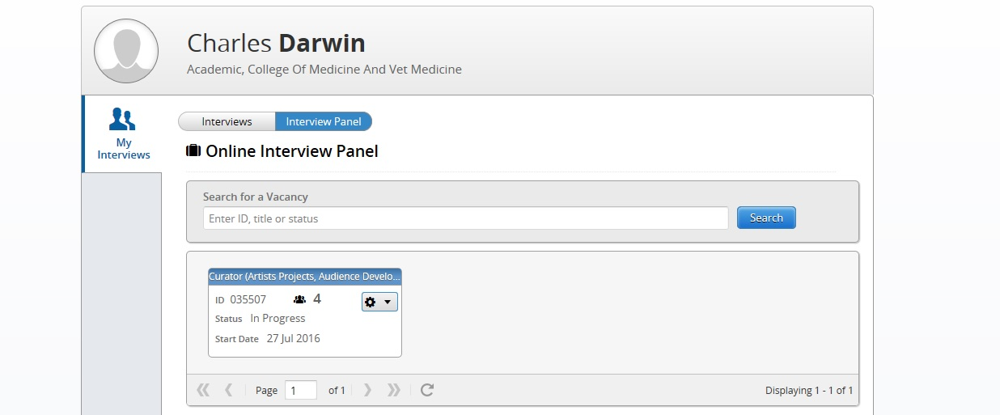 Charles Darwin
Academic, College Of Medicine And Vet Medicine
My
Interviews
Interviews
Interview Panel
Online Interview Panel
Search for a Vacancy
Enter ID, title or status
Search
Curator (Artists Projects, Audience Develo...
ID 035507 4
Status In Progress
Start Date 27 Jul 2016
Page 1 of 1
Displaying 1 - 1 of 1